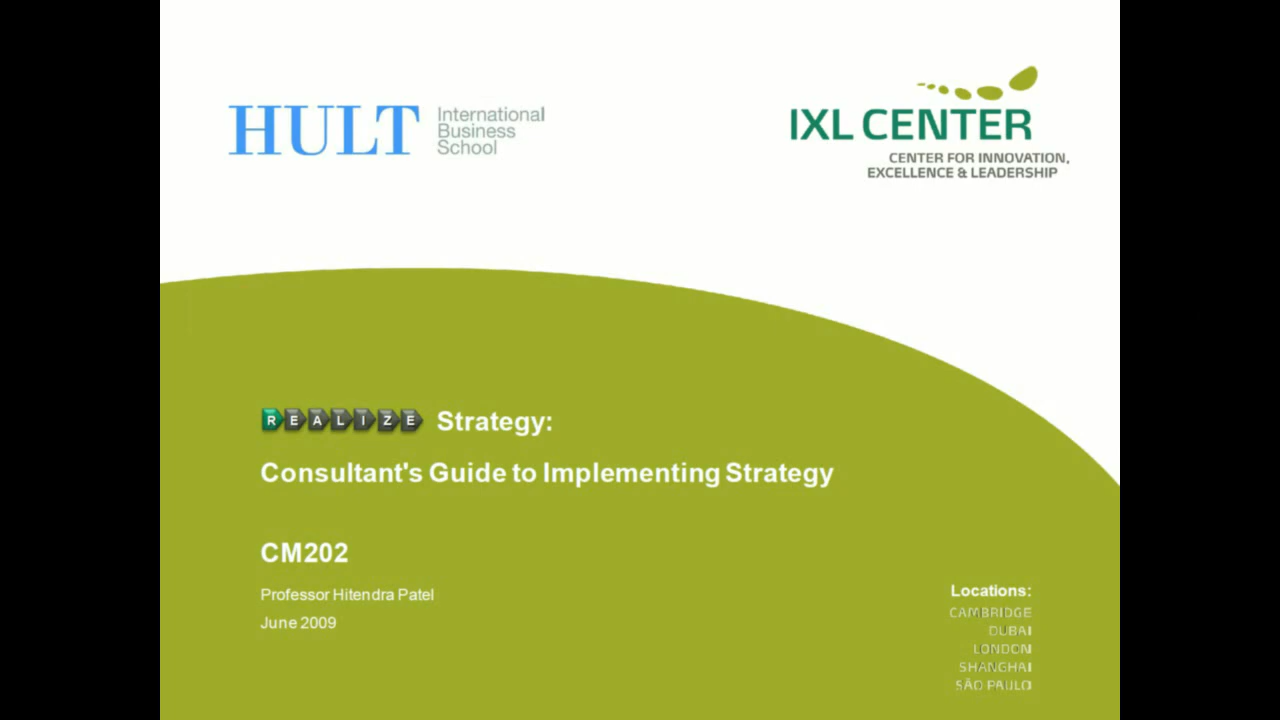 HULT
International
Business
School
IXL CENTER
CENTER FOR INNOVATION,
EXCELLENCE & LEADERSHIP
REALIZE Strategy:
Consultant's Guide to Implementing Strategy
CM202
Professor Hitendra Patel
June 2009
Locations:
CAMBRIDGE
DUBAI
LONDON
SHANGHAI
SÃO PAULO